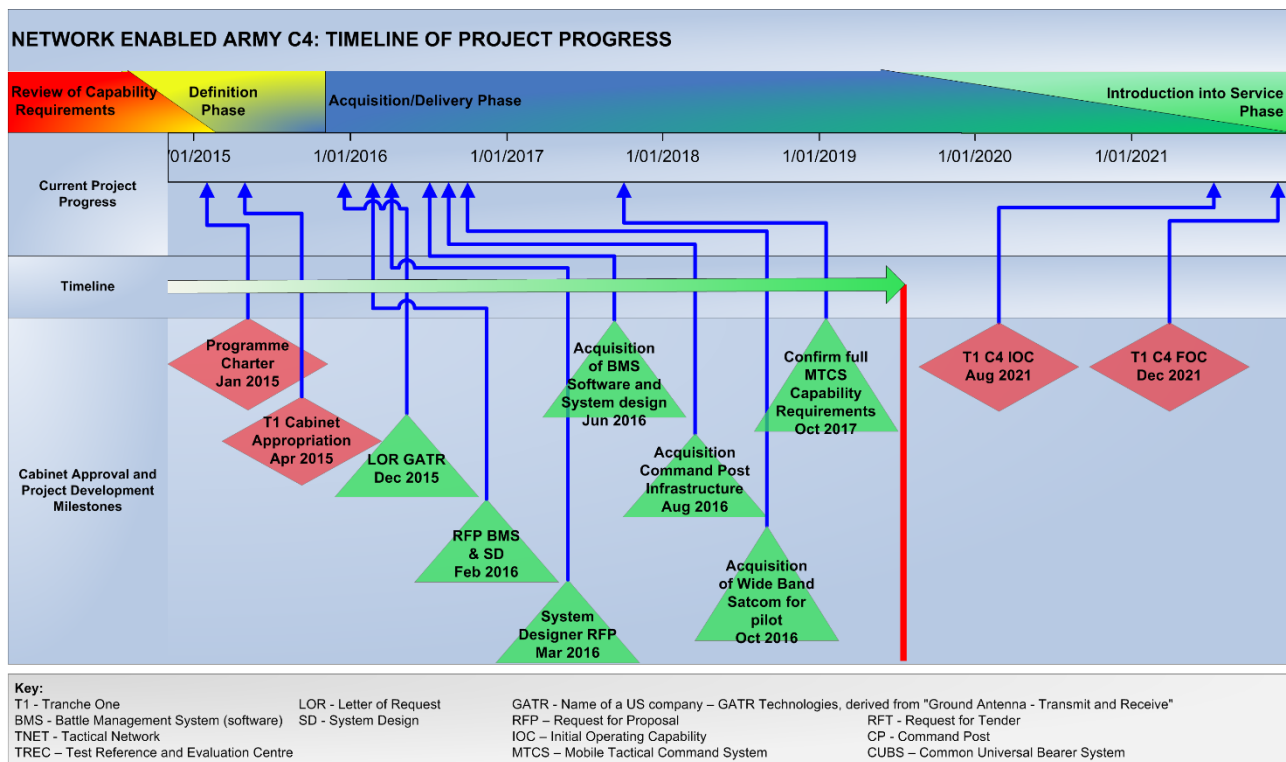 NETWORK ENABLED ARMY C4: TIMELINE OF PROJECT PROGRESS
Review of Capability
Requirements
Definition
Phase
Acquisition/Delivery Phase
Introduction into Service
Phase
/01/2015
1/01/2016
1/01/2017
1/01/2018
1/01/2019
1/01/2020
1/01/2021
Current Project
Progress
Timeline
Cabinet Approval and
Project Development
Milestones
Programme
Charter
Jan 2015
T1 Cabinet
Appropriation
Apr 2015
LOR GATR
Dec 2015
RFP BMS
& SD
Feb 2016
System
Designer RFP
Mar 2016
Acquisition
of BMS
Software and
System design
Jun 2016
Acquisition
Command Post
Infrastructure
Aug 2016
Acquisition
of Wide Band
Satcom for
pilot
Oct 2016
Confirm full
MTCS
Capability
Requirements
Oct 2017
T1 C4 IOC
Aug 2021
T1 C4 FOC
Dec 2021
Key:
T1 - Tranche One
BMS - Battle Management System (software)
TNET - Tactical Network
TREC – Test Reference and Evaluation Centre
LOR - Letter of Request
SD - System Design
GATR - Name of a US company – GATR Technologies, derived from "Ground Antenna - Transmit and Receive"
RFP – Request for Proposal
IOC – Initial Operating Capability
MTCS - Mobile Tactical Command System
RFT - Request for Tender
CP - Command Post
CUBS – Common Universal Bearer System